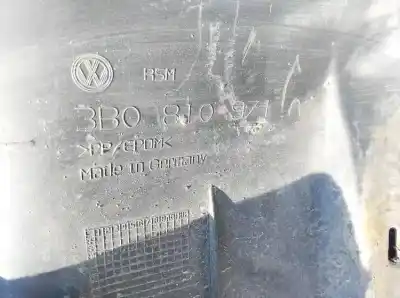 RSM
3B0 810 971
>PP/EPDM<
Made in Germany